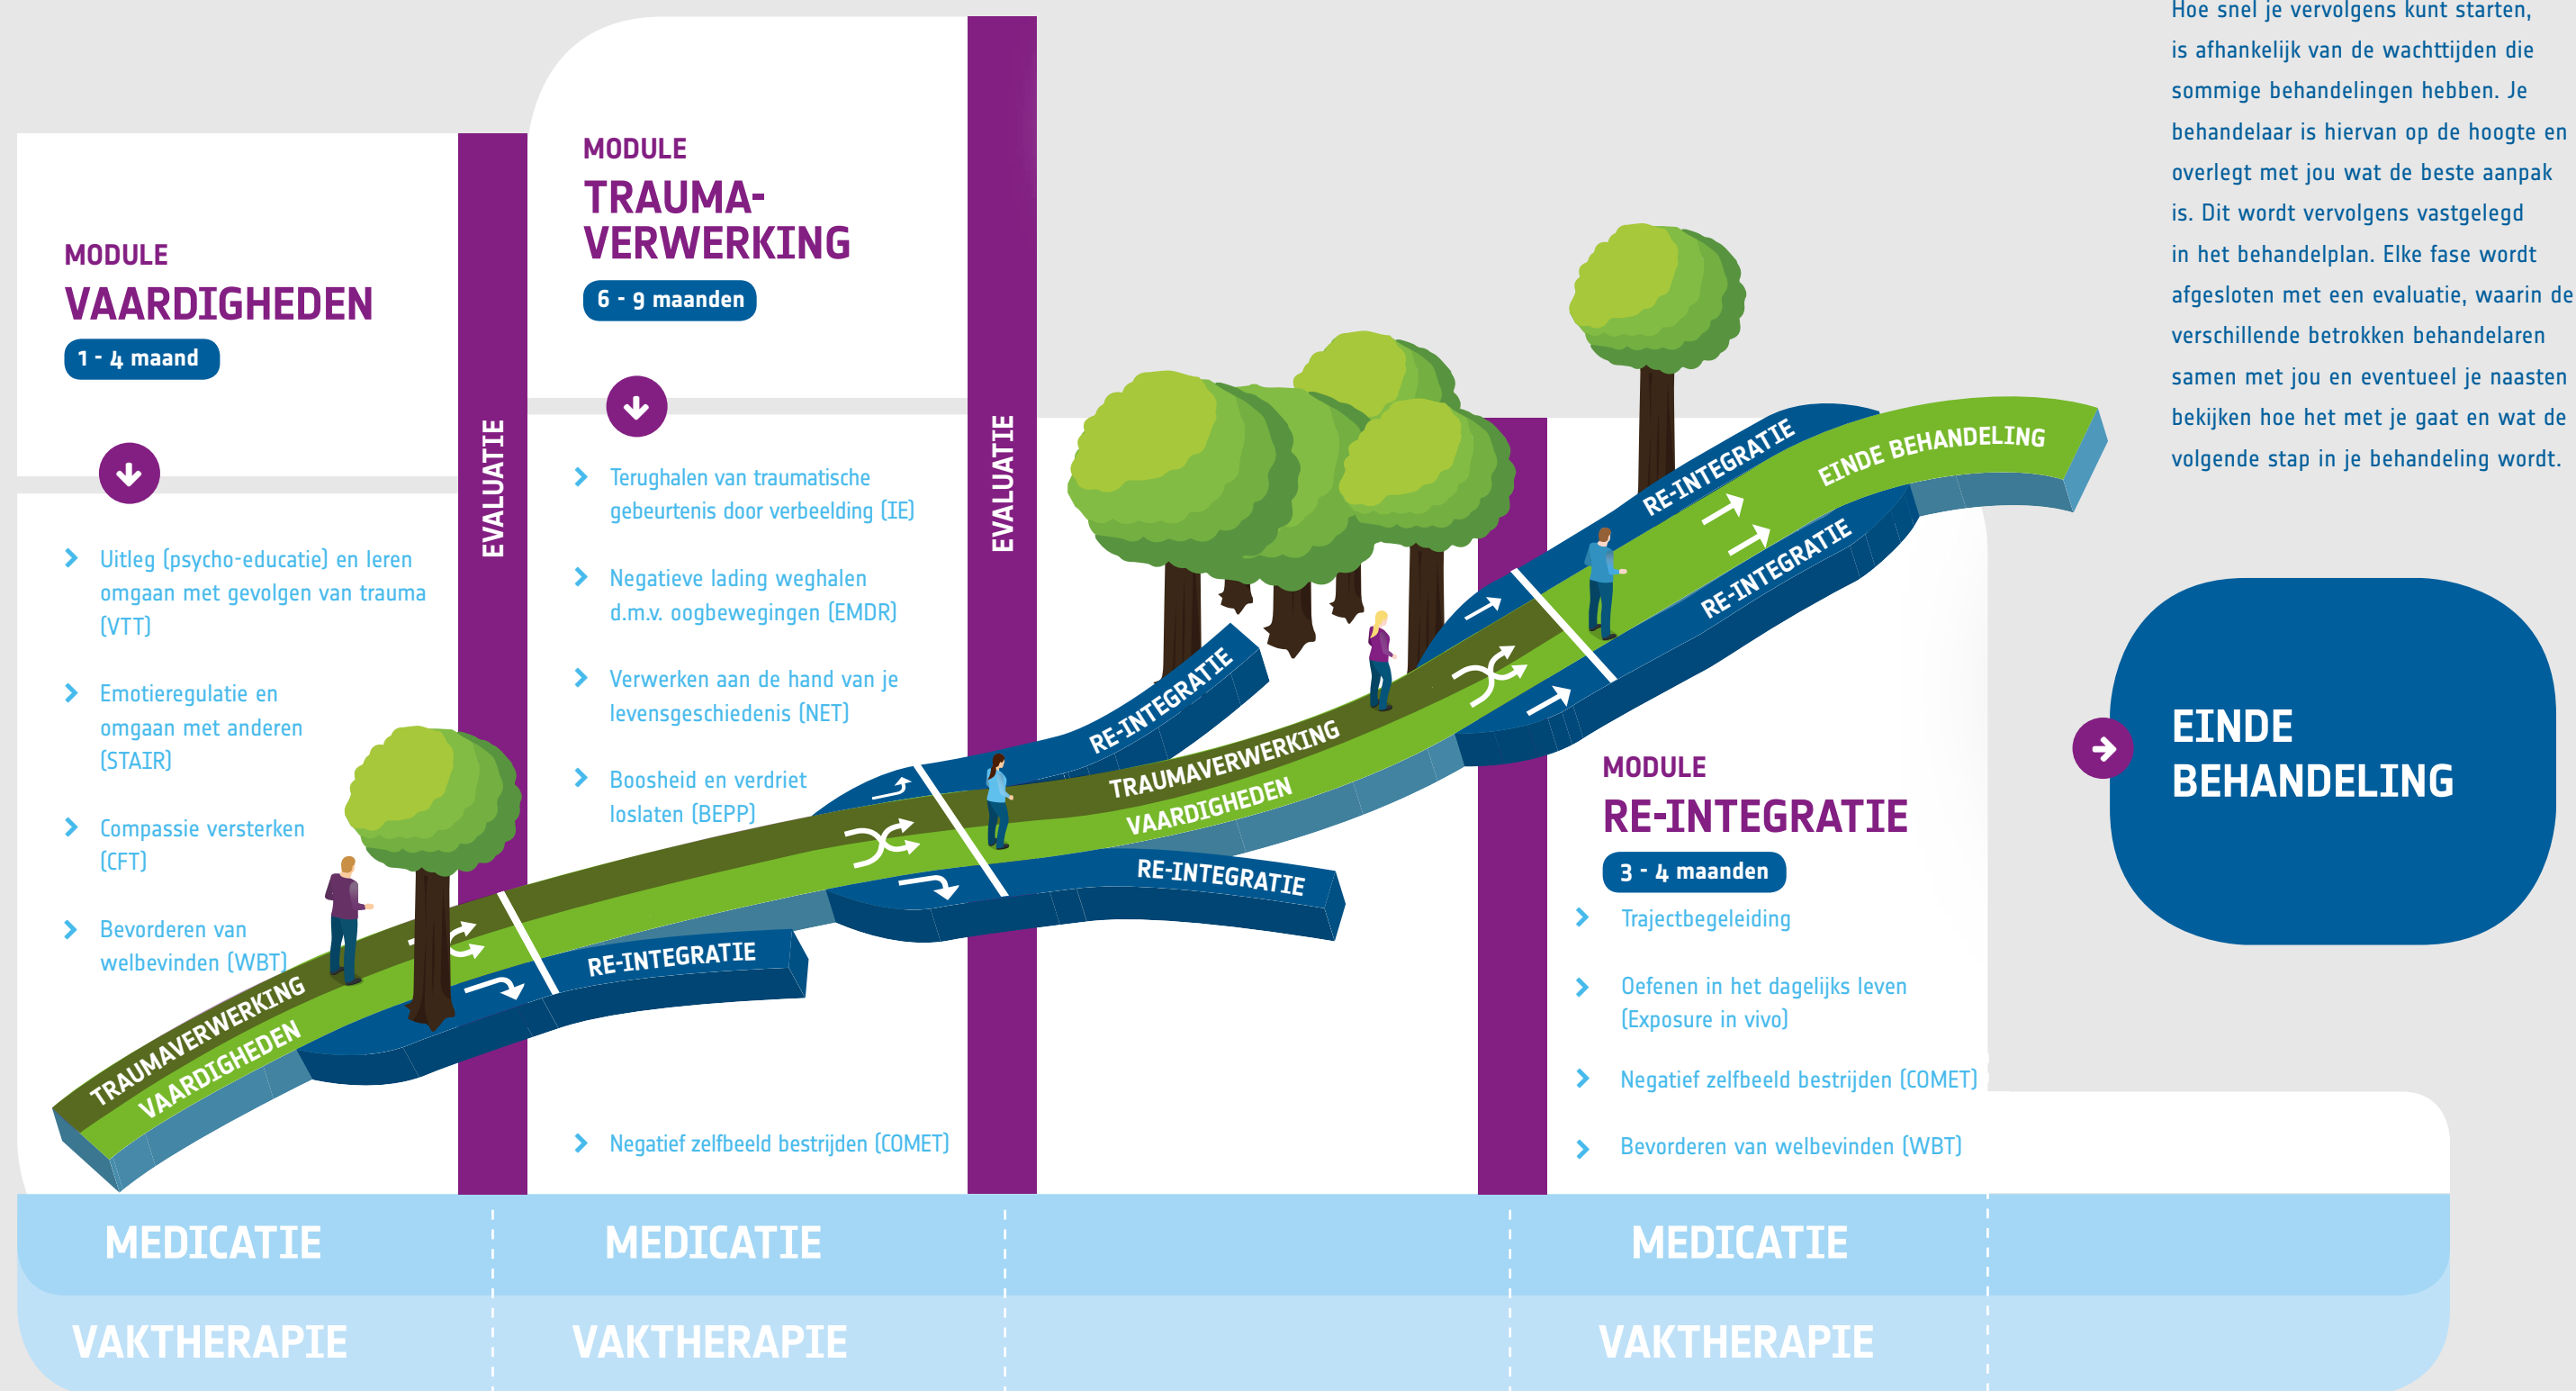 MODULE
VAARDIGHEDEN
1 - 4 maand
Uitleg (psycho-educatie) en leren
omgaan met gevolgen van trauma
(VTT)
Emotieregulatie en
omgaan met anderen
(STAIR)
Compassie versterken
(CFT)
Bevorderen van
welbevinden (WBT)
EVALUATIE
MODULE
TRAUMA-
VERWERKING
6 - 9 maanden
Terughalen van traumatische
gebeurtenis door verbeelding (IE)
Negatieve lading weghalen
d.m.v. oogbewegingen (EMDR)
Verwerken aan de hand van je
levensgeschiedenis (NET)
Boosheid en verdriet
loslaten (BEPP)
Negatief zelfbeeld bestrijden (COMET)
EVALUATIE
TRAUMAVERWERKING
VAARDIGHEDEN
RE-INTEGRATIE
RE-INTEGRATIE
TRAUMAVERWERKING
VAARDIGHEDEN
RE-INTEGRATIE
RE-INTEGRATIE
EINDE BEHANDELING
RE-INTEGRATIE
MODULE
RE-INTEGRATIE
3 - 4 maanden
Trajectbegeleiding
Oefenen in het dagelijks leven
(Exposure in vivo)
Negatief zelfbeeld bestrijden (COMET)
Bevorderen van welbevinden (WBT)
Hoe snel je vervolgens kunt starten,
is afhankelijk van de wachttijden die
sommige behandelingen hebben. Je
behandelaar is hiervan op de hoogte en
overlegt met jou wat de beste aanpak
is. Dit wordt vervolgens vastgelegd
in het behandelplan. Elke fase wordt
afgesloten met een evaluatie, waarin de
verschillende betrokken behandelaren
samen met jou en eventueel je naasten
bekijken hoe het met je gaat en wat de
volgende stap in je behandeling wordt.
EINDE
BEHANDELING
MEDICATIE
MEDICATIE
MEDICATIE
VAKTHERAPIE
VAKTHERAPIE
VAKTHERAPIE